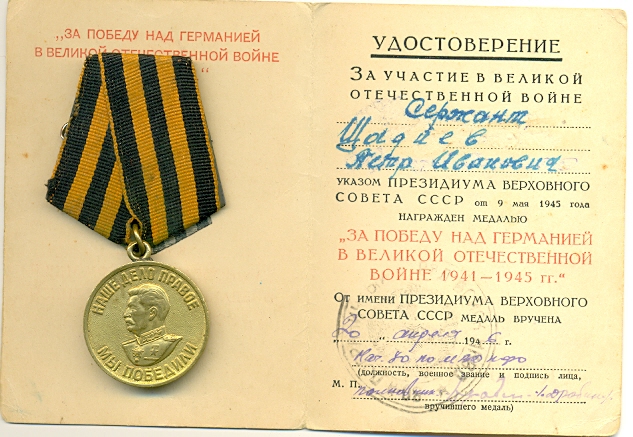 „ЗА ПОБЕДУ НАД ГЕРМАНИЕЙ
В ВЕЛИКОЙ ОТЕЧЕСТВЕННОЙ ВОЙНЕ
НАШЕ ДЕЛО ПРАВОЕ
МЫ ПОБЕДИЛИ
УДОСТОВЕРЕНИЕ
ЗА УЧАСТИЕ В ВЕЛИКОЙ
ОТЕЧЕСТВЕННОЙ ВОЙНЕ
Сержант
Петр Иванович
УКАЗОМ ПРЕЗИДИУМА ВЕРХОВНОГО
СОВЕТА СССР от 9 мая 1945 года
НАГРАЖДЕН МЕДАЛЬЮ
„ЗА ПОБЕДУ НАД ГЕРМАНИЕЙ
В ВЕЛИКОЙ ОТЕЧЕСТВЕННОЙ
ВОЙНЕ 1941—1945 гг.“
ОТ ИМЕНИ ПРЕЗИДИУМА ВЕРХОВНОГО
СОВЕТА СССР МЕДАЛЬ ВРУЧЕНА
„20“ апреля 1946 г.
(должность, военное звание и подпись лица,
М. П.
вручившего медаль)